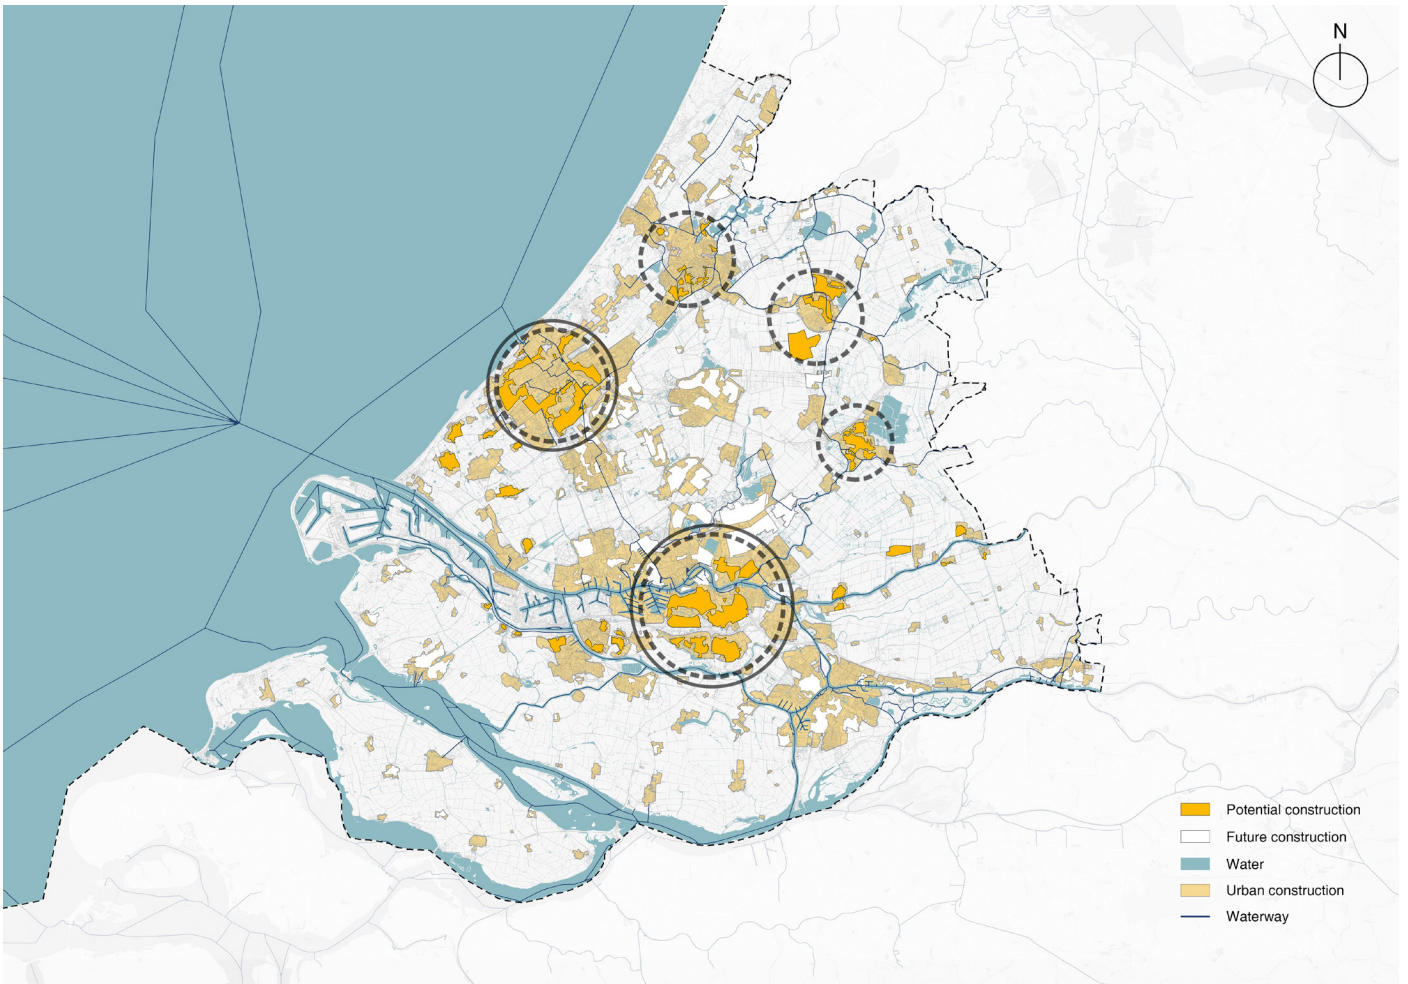 N
Potential construction
Future construction
Water
Urban construction
Waterway